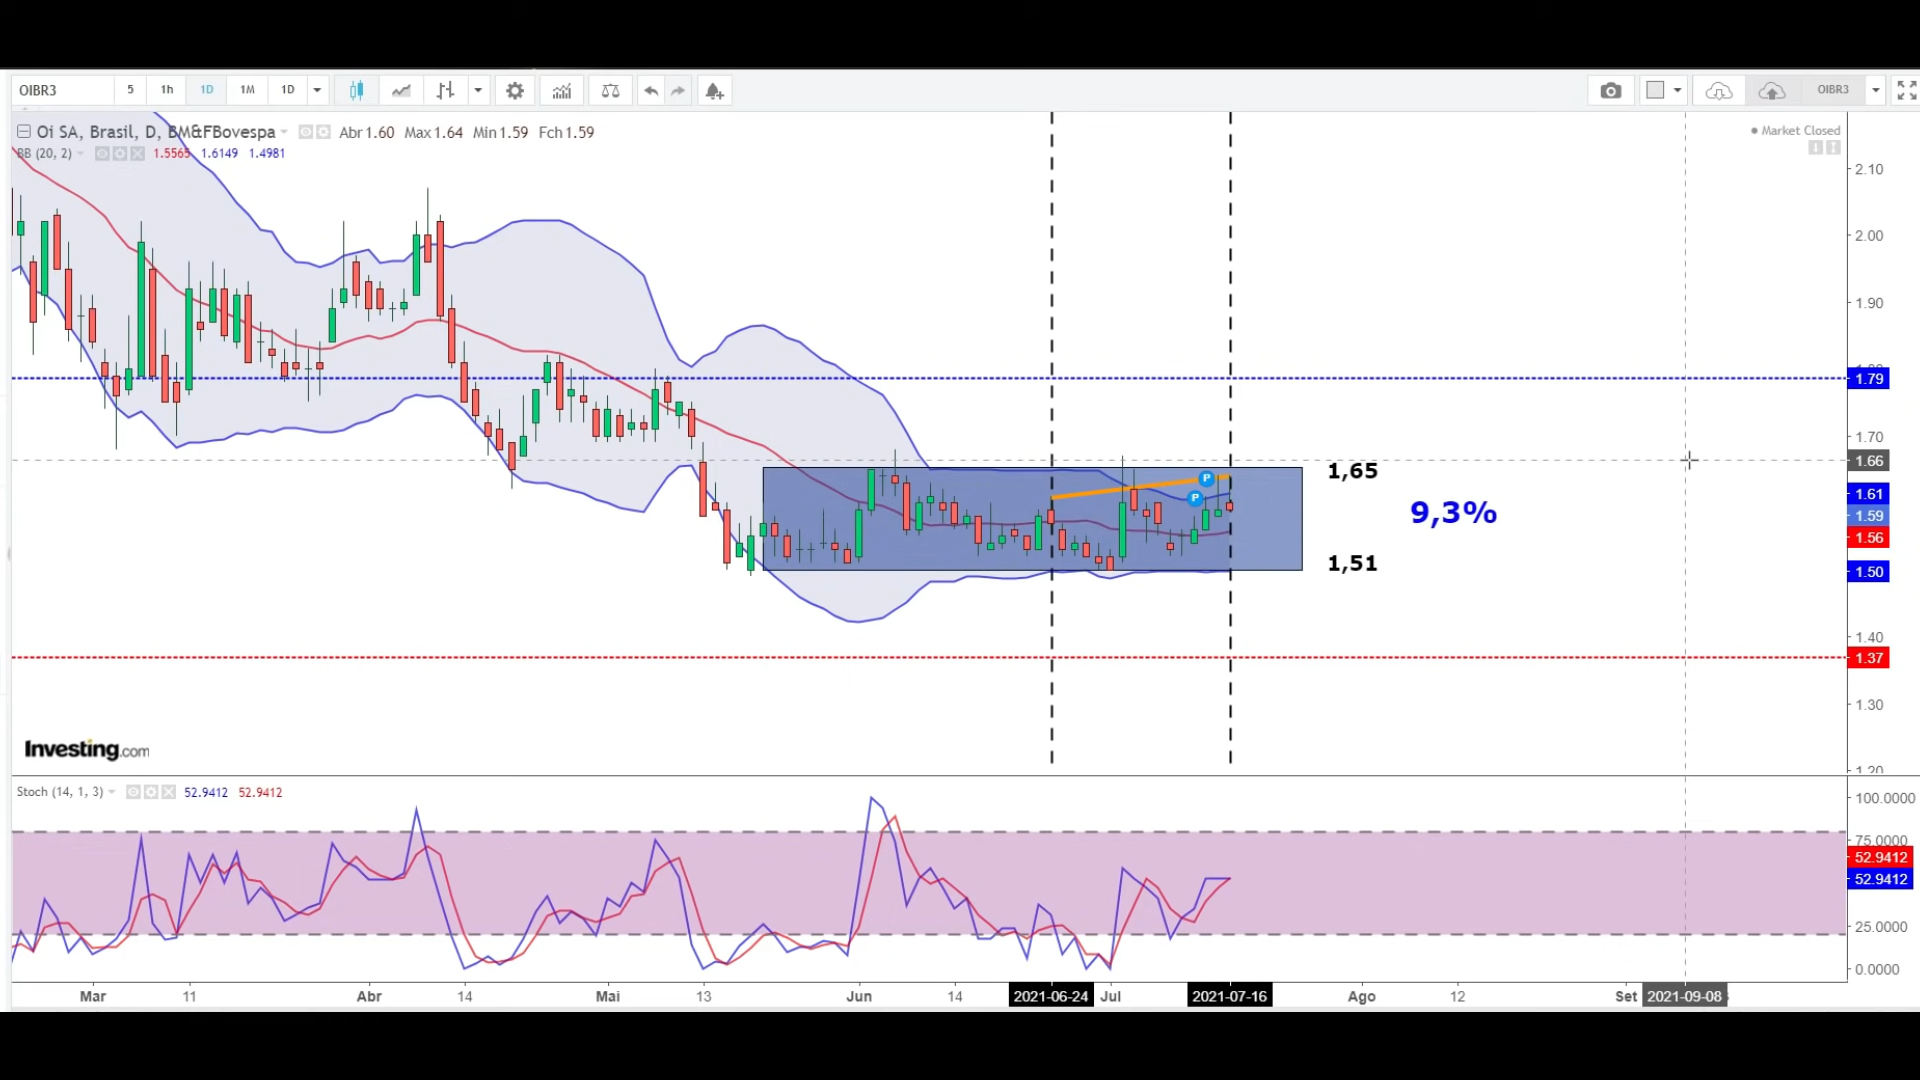 OIBR3 5 1h 1D 1M 1D OIBR3
Oi SA, Brasil, D, BM&FBovespa Abr 1.60 Max 1.64 Min 1.59 Fch 1.59
Market Closed
BB (20, 2) 1.5565 1.6149 1.4981
2.10
2.00
1.90
1.79
1.70
1.66
1,65
P
1.61
P
9,3%
1.59
1.56
1,51
1.50
1.40
1.37
1.30
Investing.com
1.20
Stoch (14, 1, 3) 52.9412 52.9412
100.0000
75.0000
52.9412
52.9412
25.0000
0.0000
Mar 11 Abr 14 Mai 13 Jun 14 2021-06-24 Jul 2021-07-16 Ago 12 Set 2021-09-08